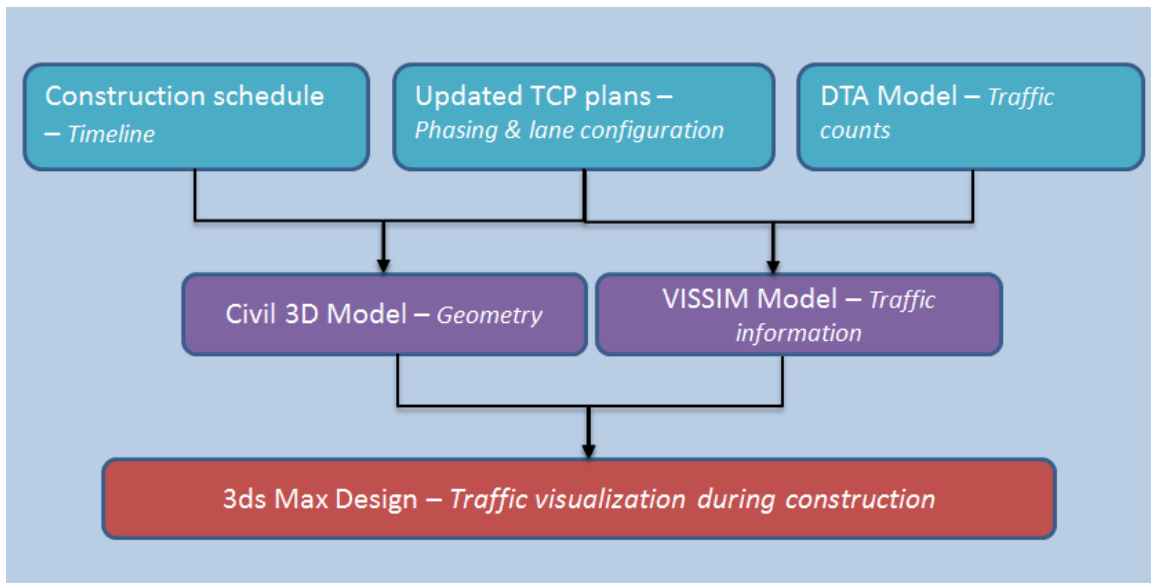 Construction schedule
– Timeline
Updated TCP plans –
Phasing & lane configuration
DTA Model – Traffic
counts
Civil 3D Model – Geometry
VISSIM Model – Traffic
information
3ds Max Design – Traffic visualization during construction